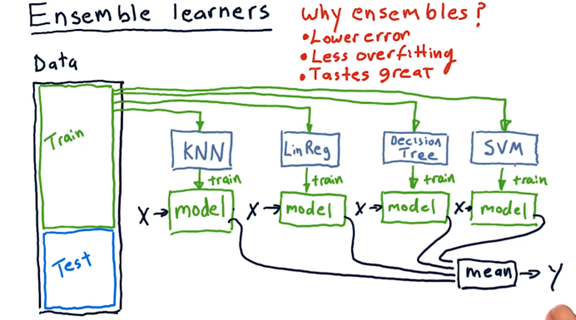 Ensemble learners
Why ensembles?
• Lower error
• Less overfitting
• Tastes great
Data
Train
Test
KNN
LinReg
Decision
Tree
SVM
train
train
train
train
X
model
X
model
X
model
X
model
mean
Y